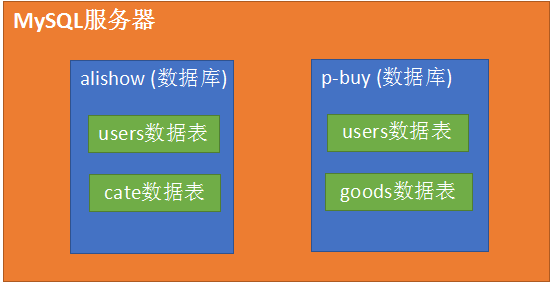 MySQL服务器
alishow (数据库)
users数据表
cate数据表
p-buy (数据库)
users数据表
goods数据表